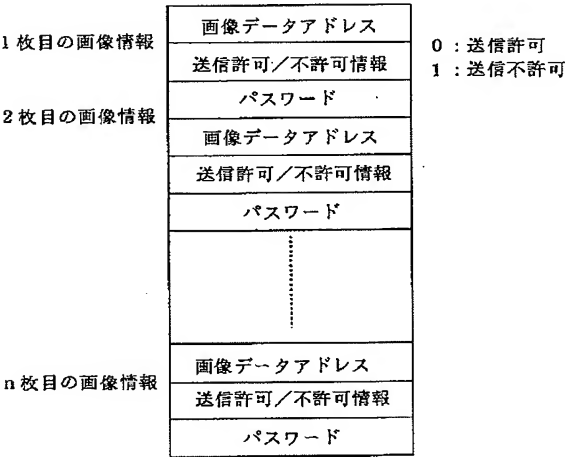 画像データアドレス
1枚目の画像情報
送信許可／不許可情報
0：送信許可
1：送信不許可
パスワード
2枚目の画像情報
画像データアドレス
送信許可／不許可情報
パスワード
画像データアドレス
n枚目の画像情報
送信許可／不許可情報
パスワード